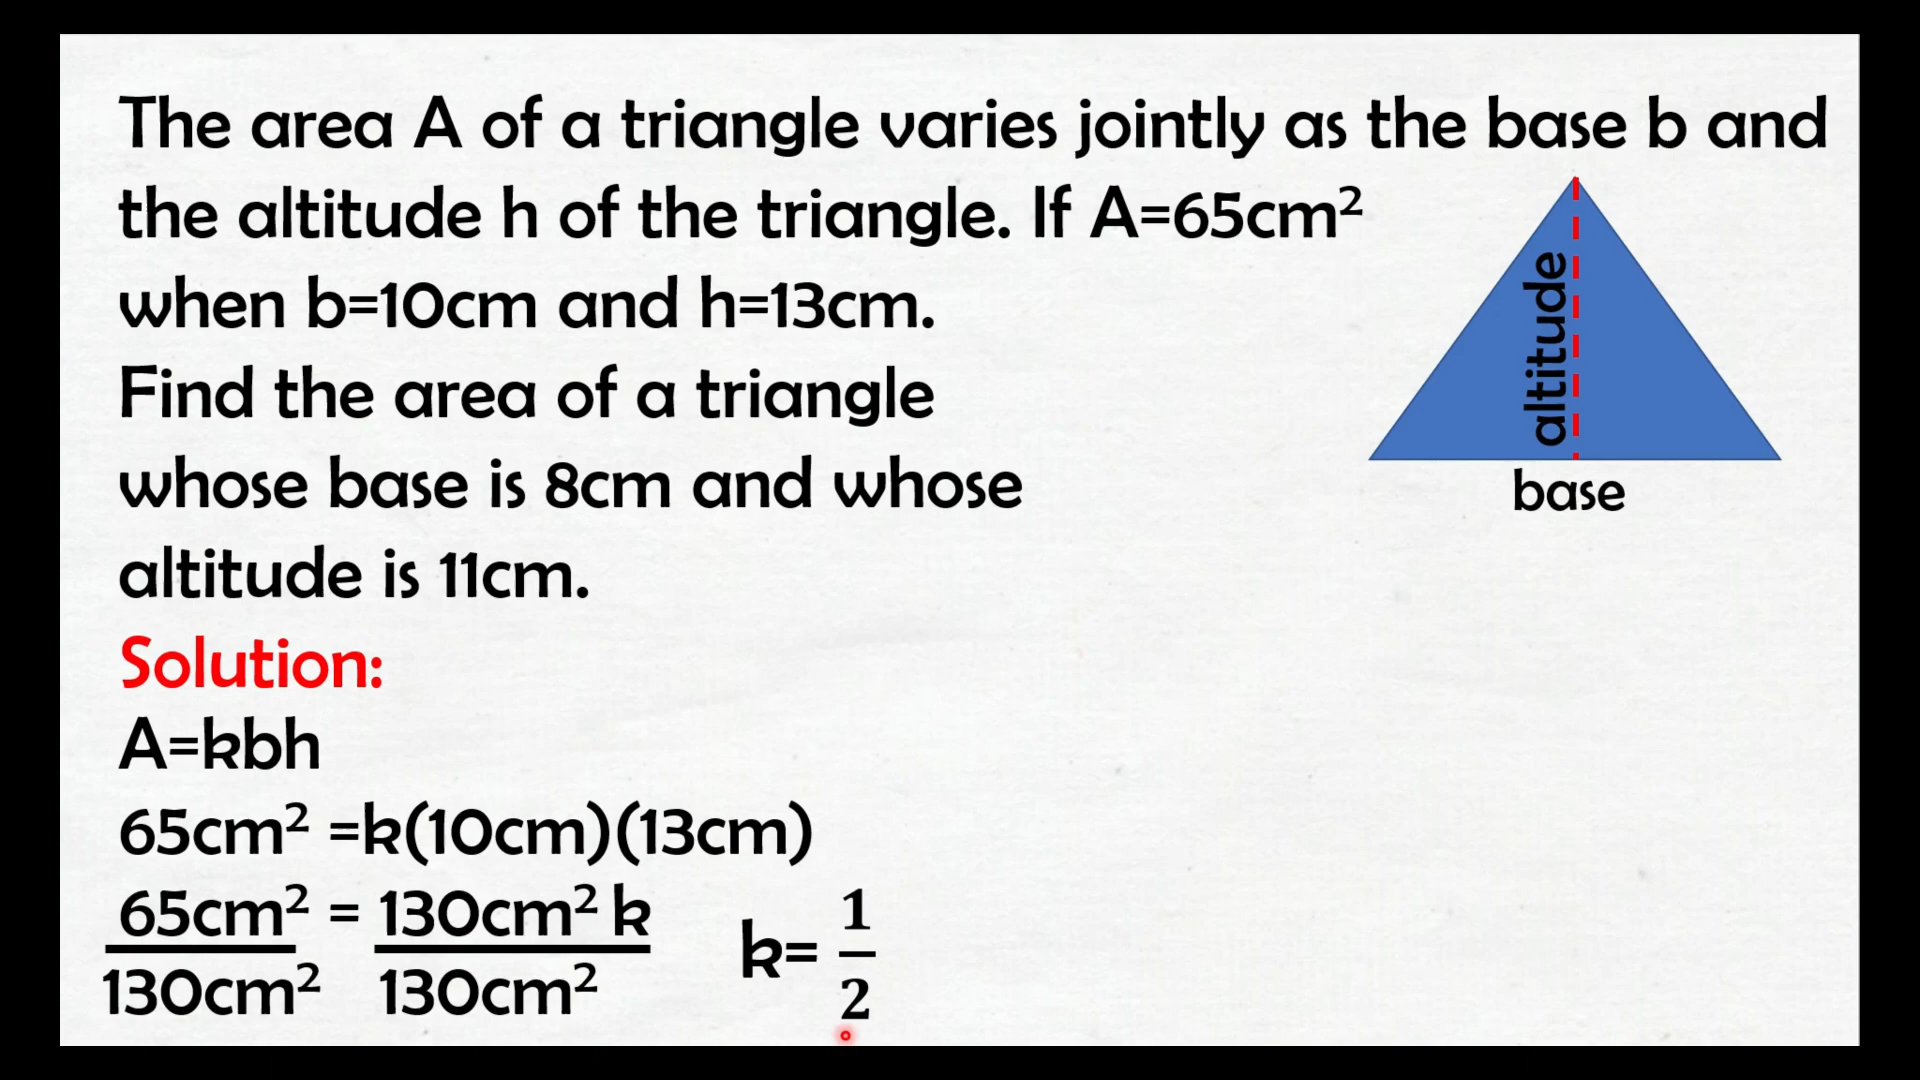 The area A of a triangle varies jointly as the base b and
the altitude h of the triangle. If A=65cm²
when b=10cm and h=13cm.
Find the area of a triangle
whose base is 8cm and whose
altitude is 11cm.
altitude
base
Solution:
A=kbh
65cm² =k(10cm)(13cm)
65cm² = 130cm² k
130cm² 130cm²
k= 1/2